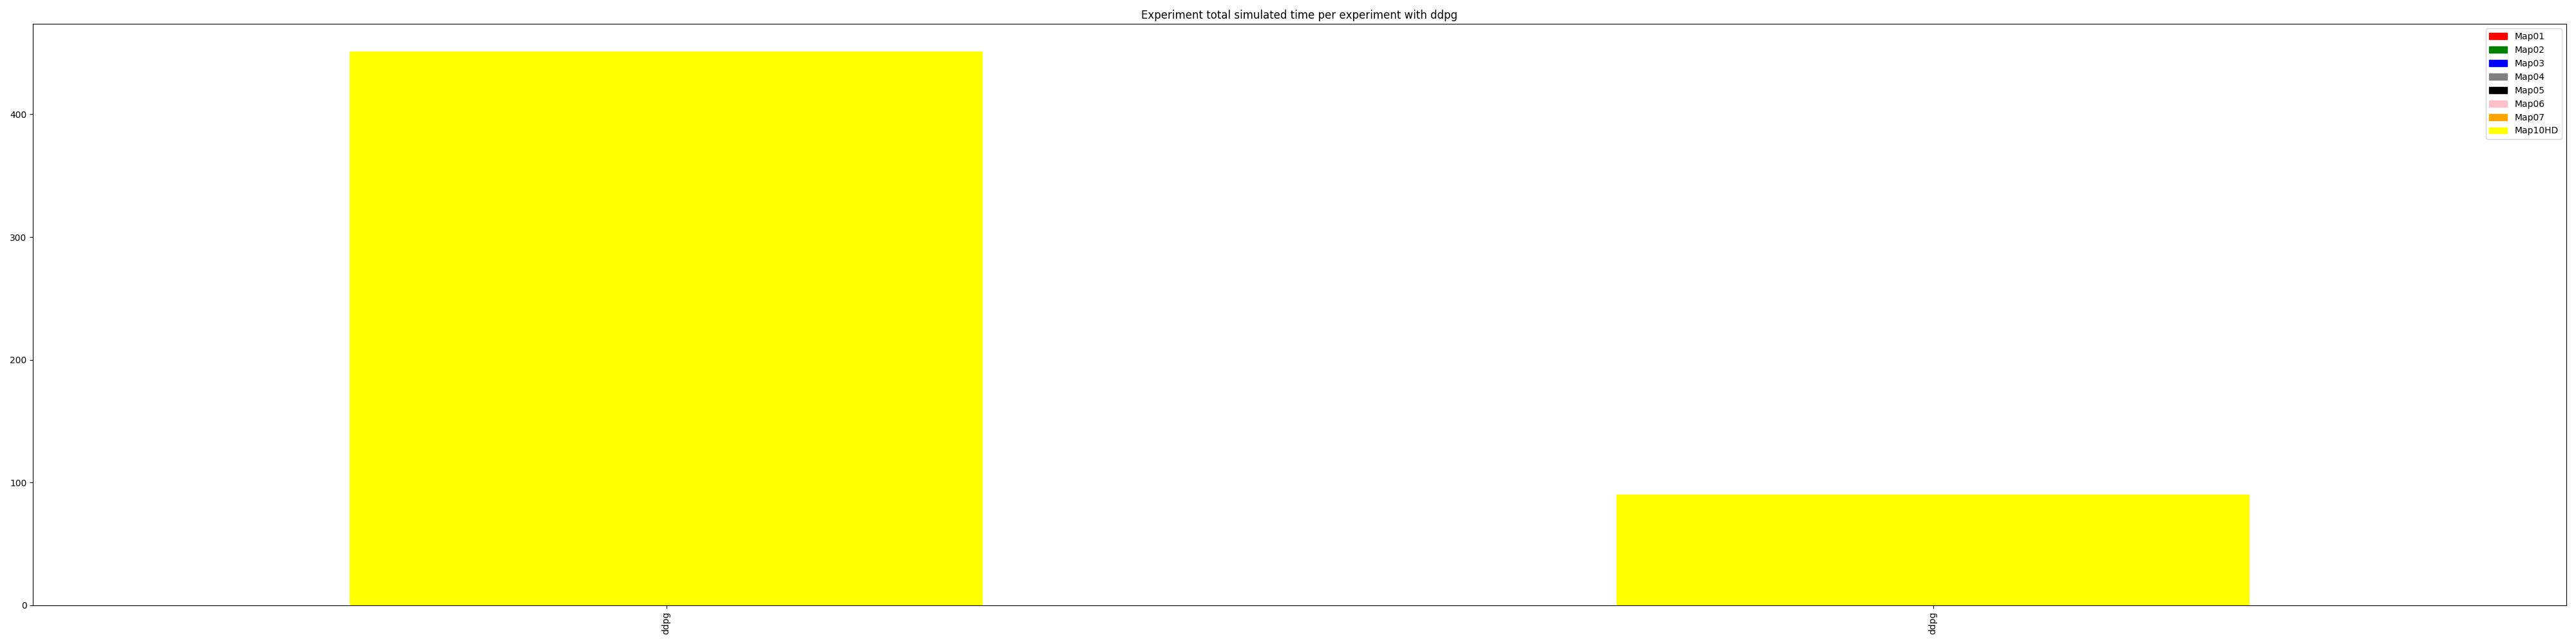 Experiment total simulated time per experiment with ddpg
Map01
Map02
Map03
Map04
Map05
Map06
Map07
Map10HD
400
300
200
100
0
ddpg
ddpg